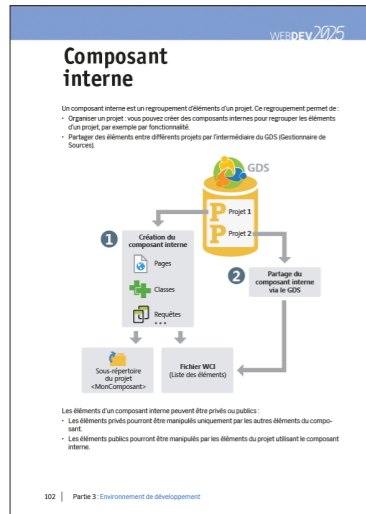 WEBDEV 2025
Composant
interne
Un composant interne est un regroupement d'éléments d'un projet. Ce regroupement permet de :
• Organiser un projet : vous pouvez créer des composants internes pour regrouper les éléments
d'un projet, par exemple par fonctionnalité.
• Partager des éléments entre différents projets par l'intermédiaire du GDS (Gestionnaire de
Sources).
GDS
P Projet 1
P Projet 2
1
Création du
composant interne
Pages
Classes
Requêtes
...
2
Partage du
composant interne
via le GDS
Sous-répertoire
du projet
<MonComposant>
Fichier WCI
(Liste des éléments)
Les éléments d'un composant interne peuvent être privés ou publics :
• Les éléments privés pourront être manipulés uniquement par les autres éléments du compo-
sant.
• Les éléments publics pourront être manipulés par les éléments du projet utilisant le composant
interne.
102 | Partie 3 : Environnement de développement